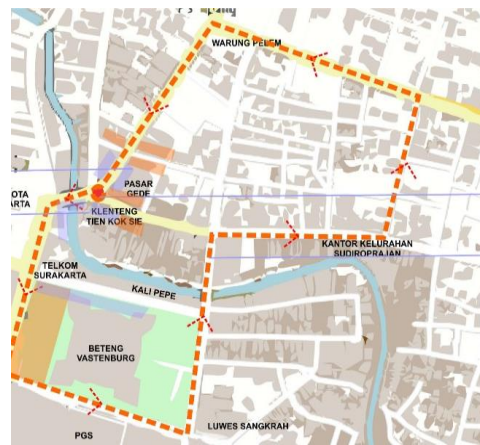 WARUNG PELEM
PASAR
GEDE
OTA
ARTA
KLENTENG
TIEN KOK SIE
KANTOR KELURAHAN
SUDIROPRAJAN
TELKOM
SURAKARTA
KALI PEPE
BETENG
VASTENBURG
LUWES SANGKRAH
PGS